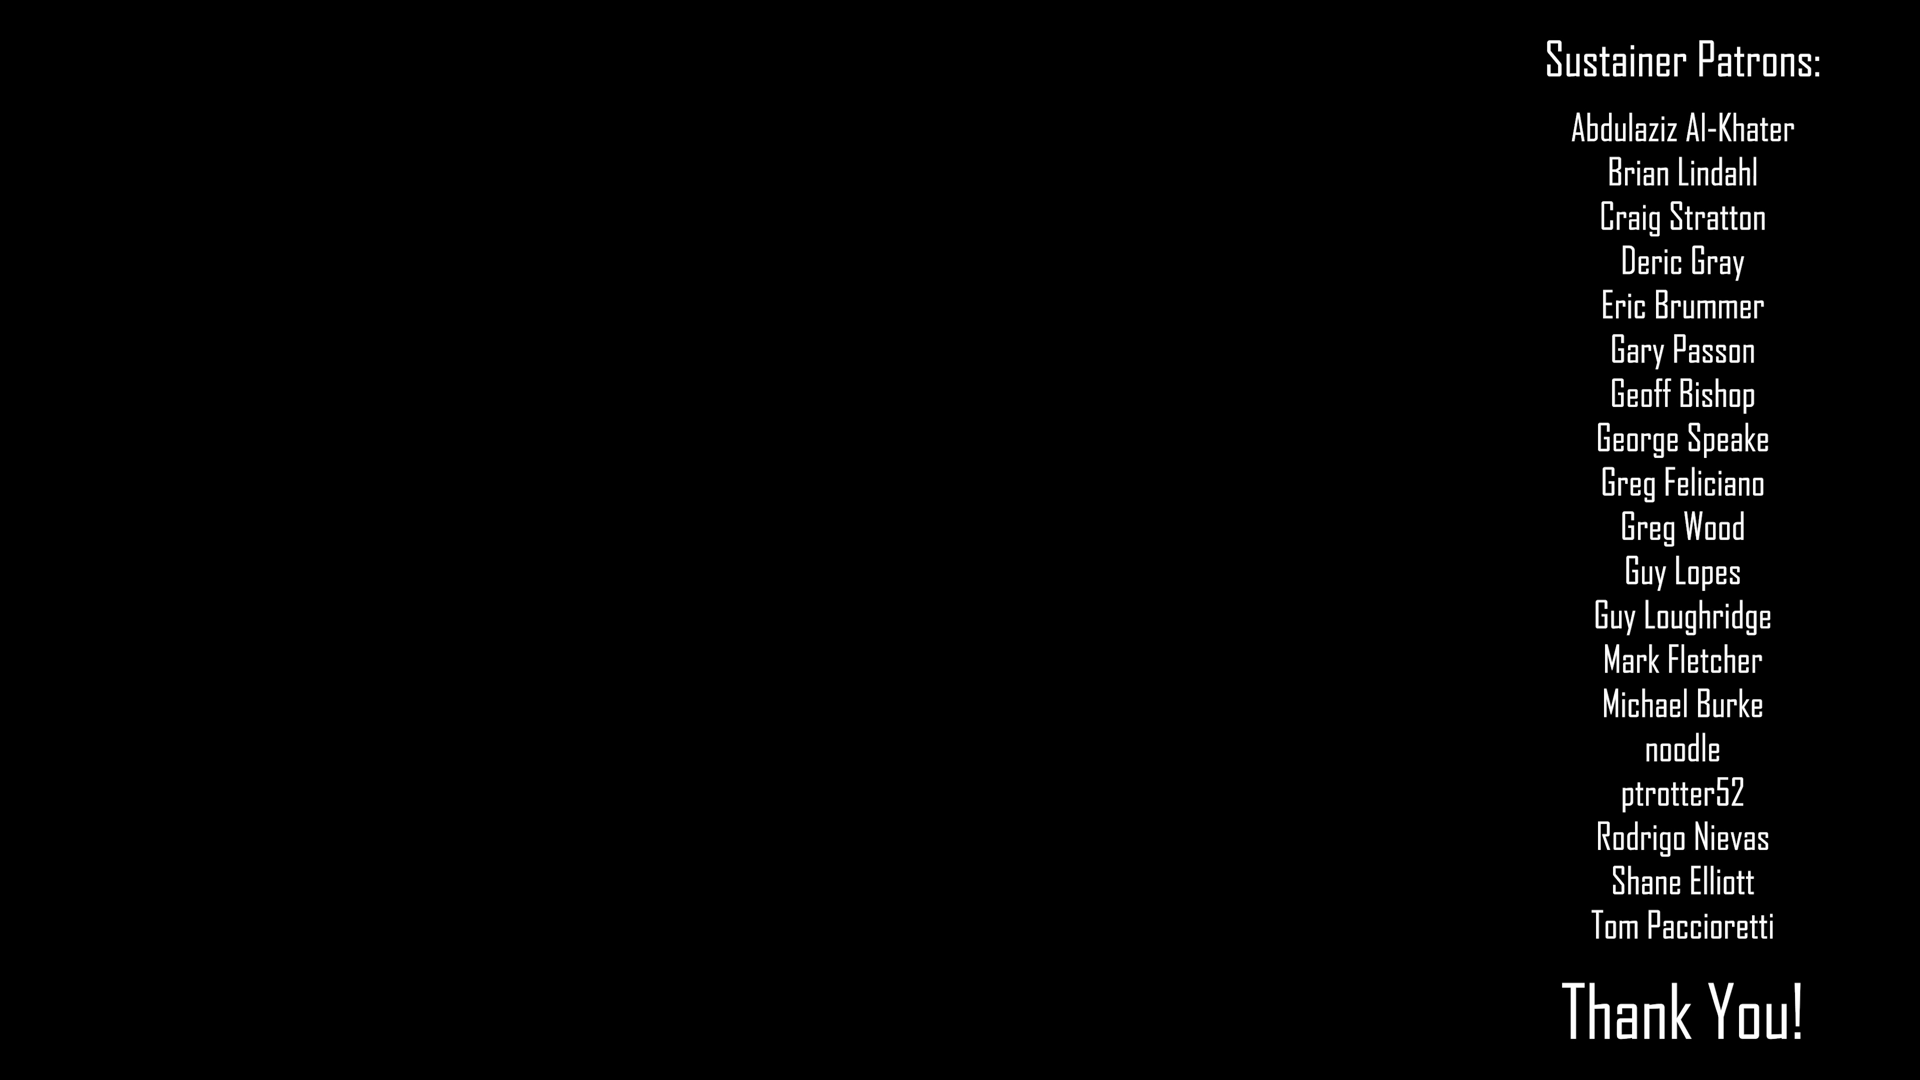 Sustainer Patrons:
Abdulaziz Al-Khater
Brian Lindahl
Craig Stratton
Deric Gray
Eric Brummer
Gary Passon
Geoff Bishop
George Speake
Greg Feliciano
Greg Wood
Guy Lopes
Guy Loughridge
Mark Fletcher
Michael Burke
noodle
ptrotter52
Rodrigo Nievas
Shane Elliott
Tom Paccioretti
Thank You!